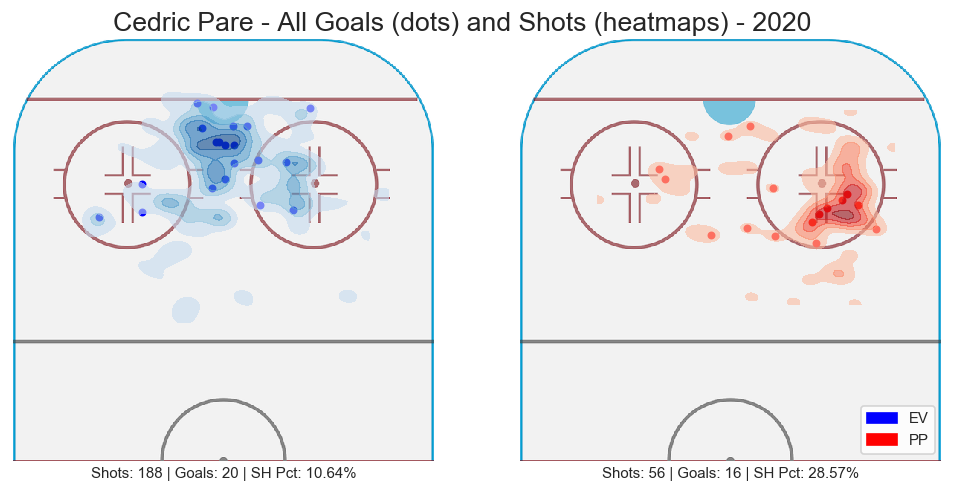 Cedric Pare - All Goals (dots) and Shots (heatmaps) - 2020
EV
PP
Shots: 188 | Goals: 20 | SH Pct: 10.64%
Shots: 56 | Goals: 16 | SH Pct: 28.57%